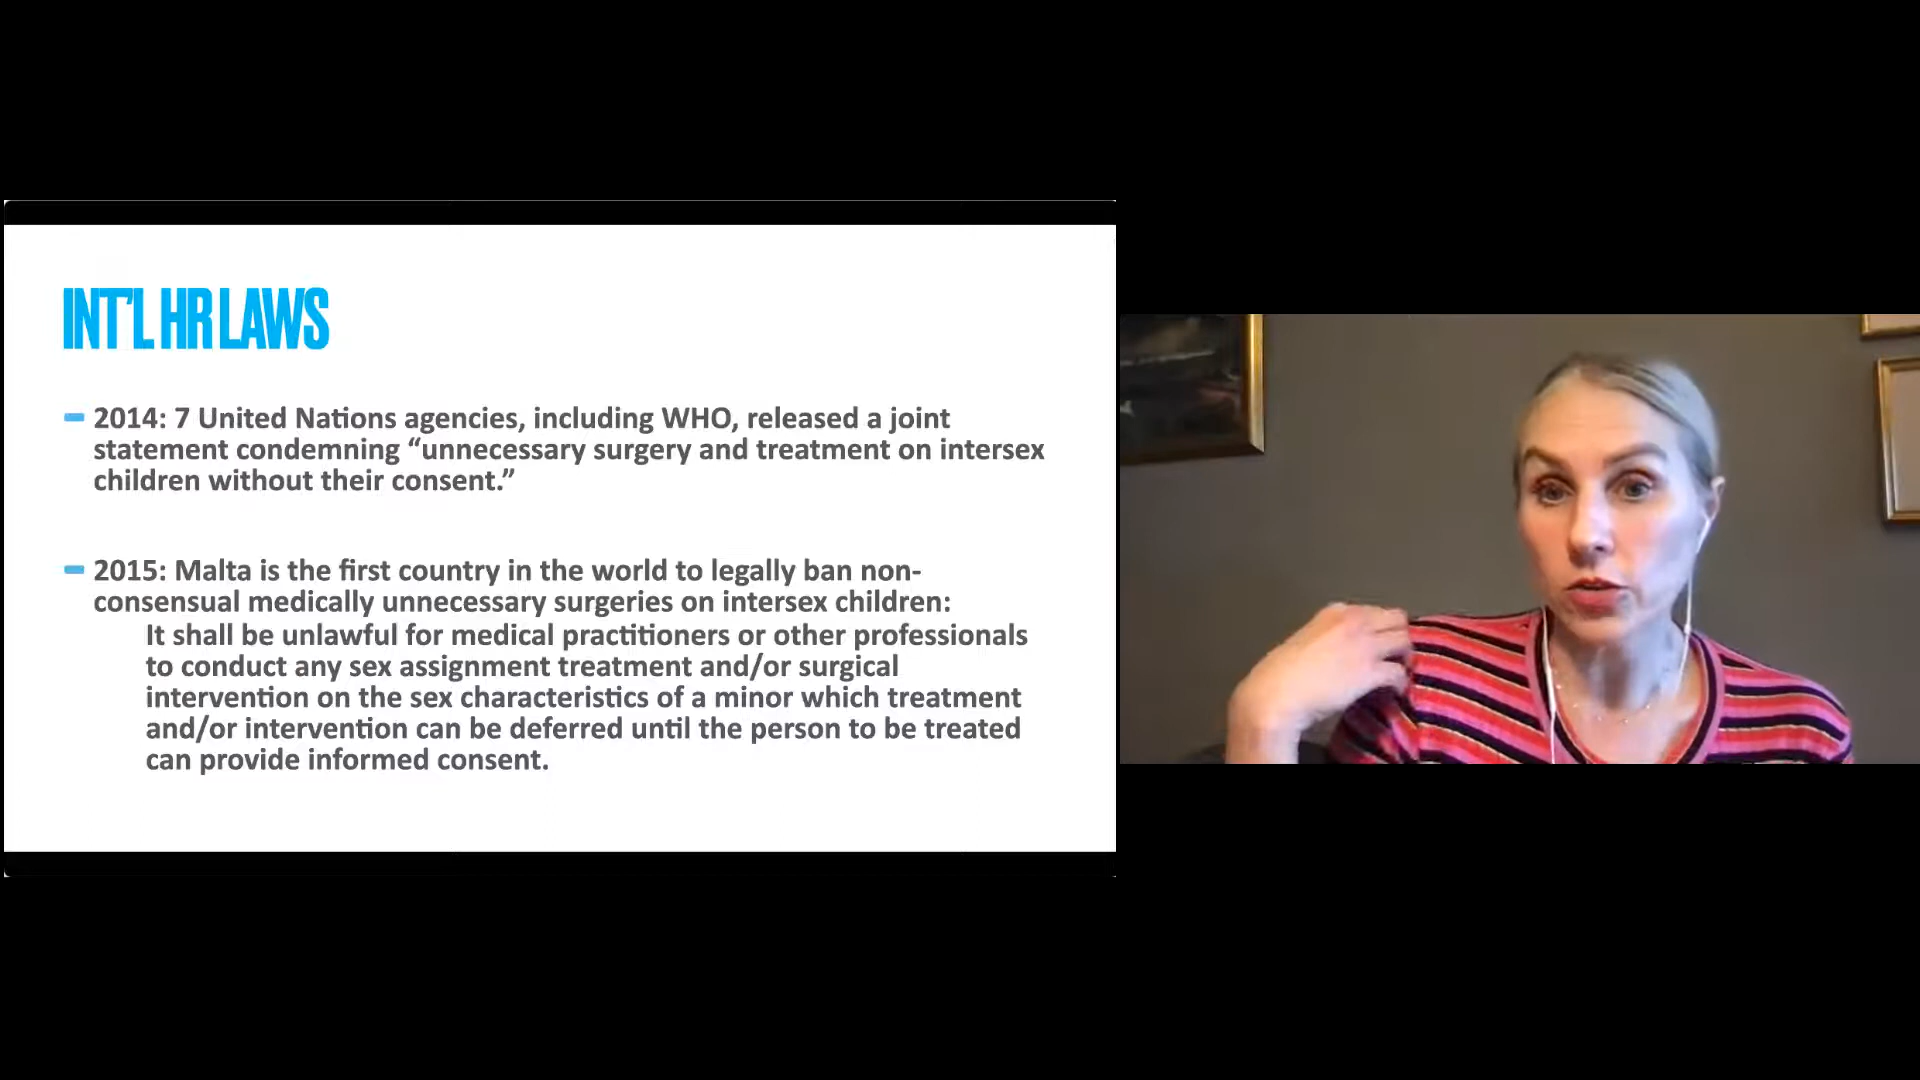 INT'L HR LAWS
2014: 7 United Nations agencies, including WHO, released a joint
statement condemning “unnecessary surgery and treatment on intersex
children without their consent.”
2015: Malta is the first country in the world to legally ban non-
consensual medically unnecessary surgeries on intersex children:
It shall be unlawful for medical practitioners or other professionals
to conduct any sex assignment treatment and/or surgical
intervention on the sex characteristics of a minor which treatment
and/or intervention can be deferred until the person to be treated
can provide informed consent.